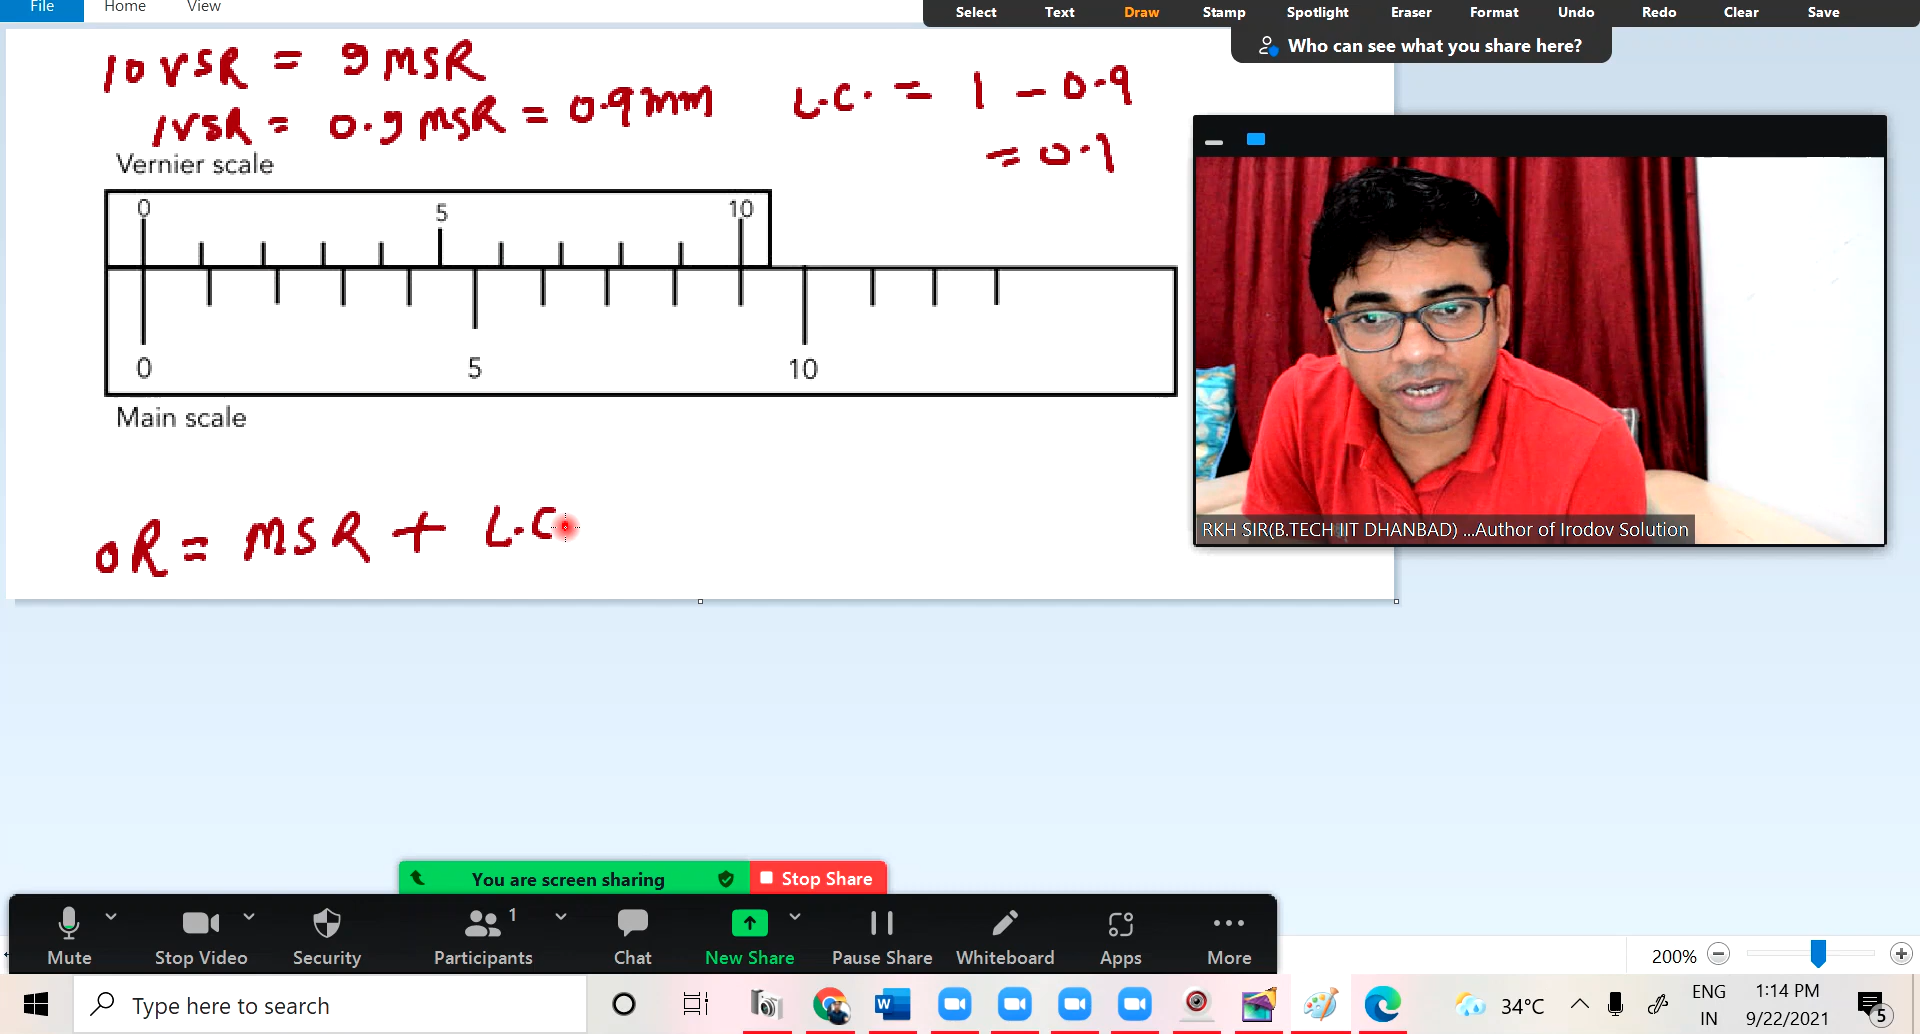 File Home View
Select Text Draw Stamp Spotlight Eraser Format Undo Redo Clear Save
Who can see what you share here?
10 VSR = 9 MSR
1 VSR = 0.9 MSR = 0.9 mm
L.C. = 1 - 0.9
= 0.1
Vernier scale
0 5 10
0 5 10
Main scale
OR = MSR + L.C
RKH SIR(B.TECH IIT DHANBAD) ...Author of Irodov Solution
You are screen sharing Stop Share
1
Mute Stop Video Security Participants Chat New Share Pause Share Whiteboard Apps More
200%
Type here to search
34°C
ENG
IN
1:14 PM
9/22/2021
5